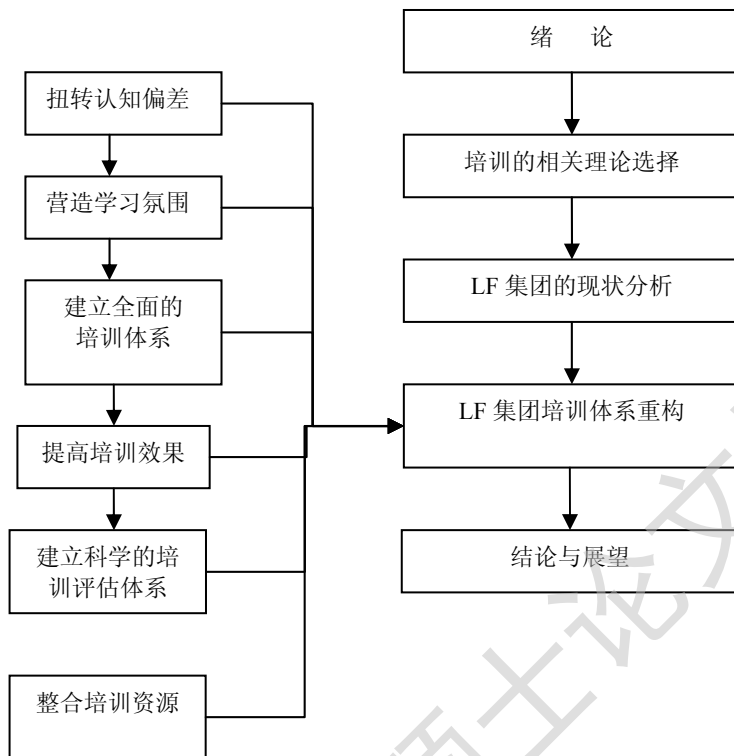 绪 论
扭转认知偏差
培训的相关理论选择
营造学习氛围
LF 集团的现状分析
建立全面的
培训体系
LF 集团培训体系重构
提高培训效果
建立科学的培
训评估体系
结论与展望
整合培训资源
硕士论文